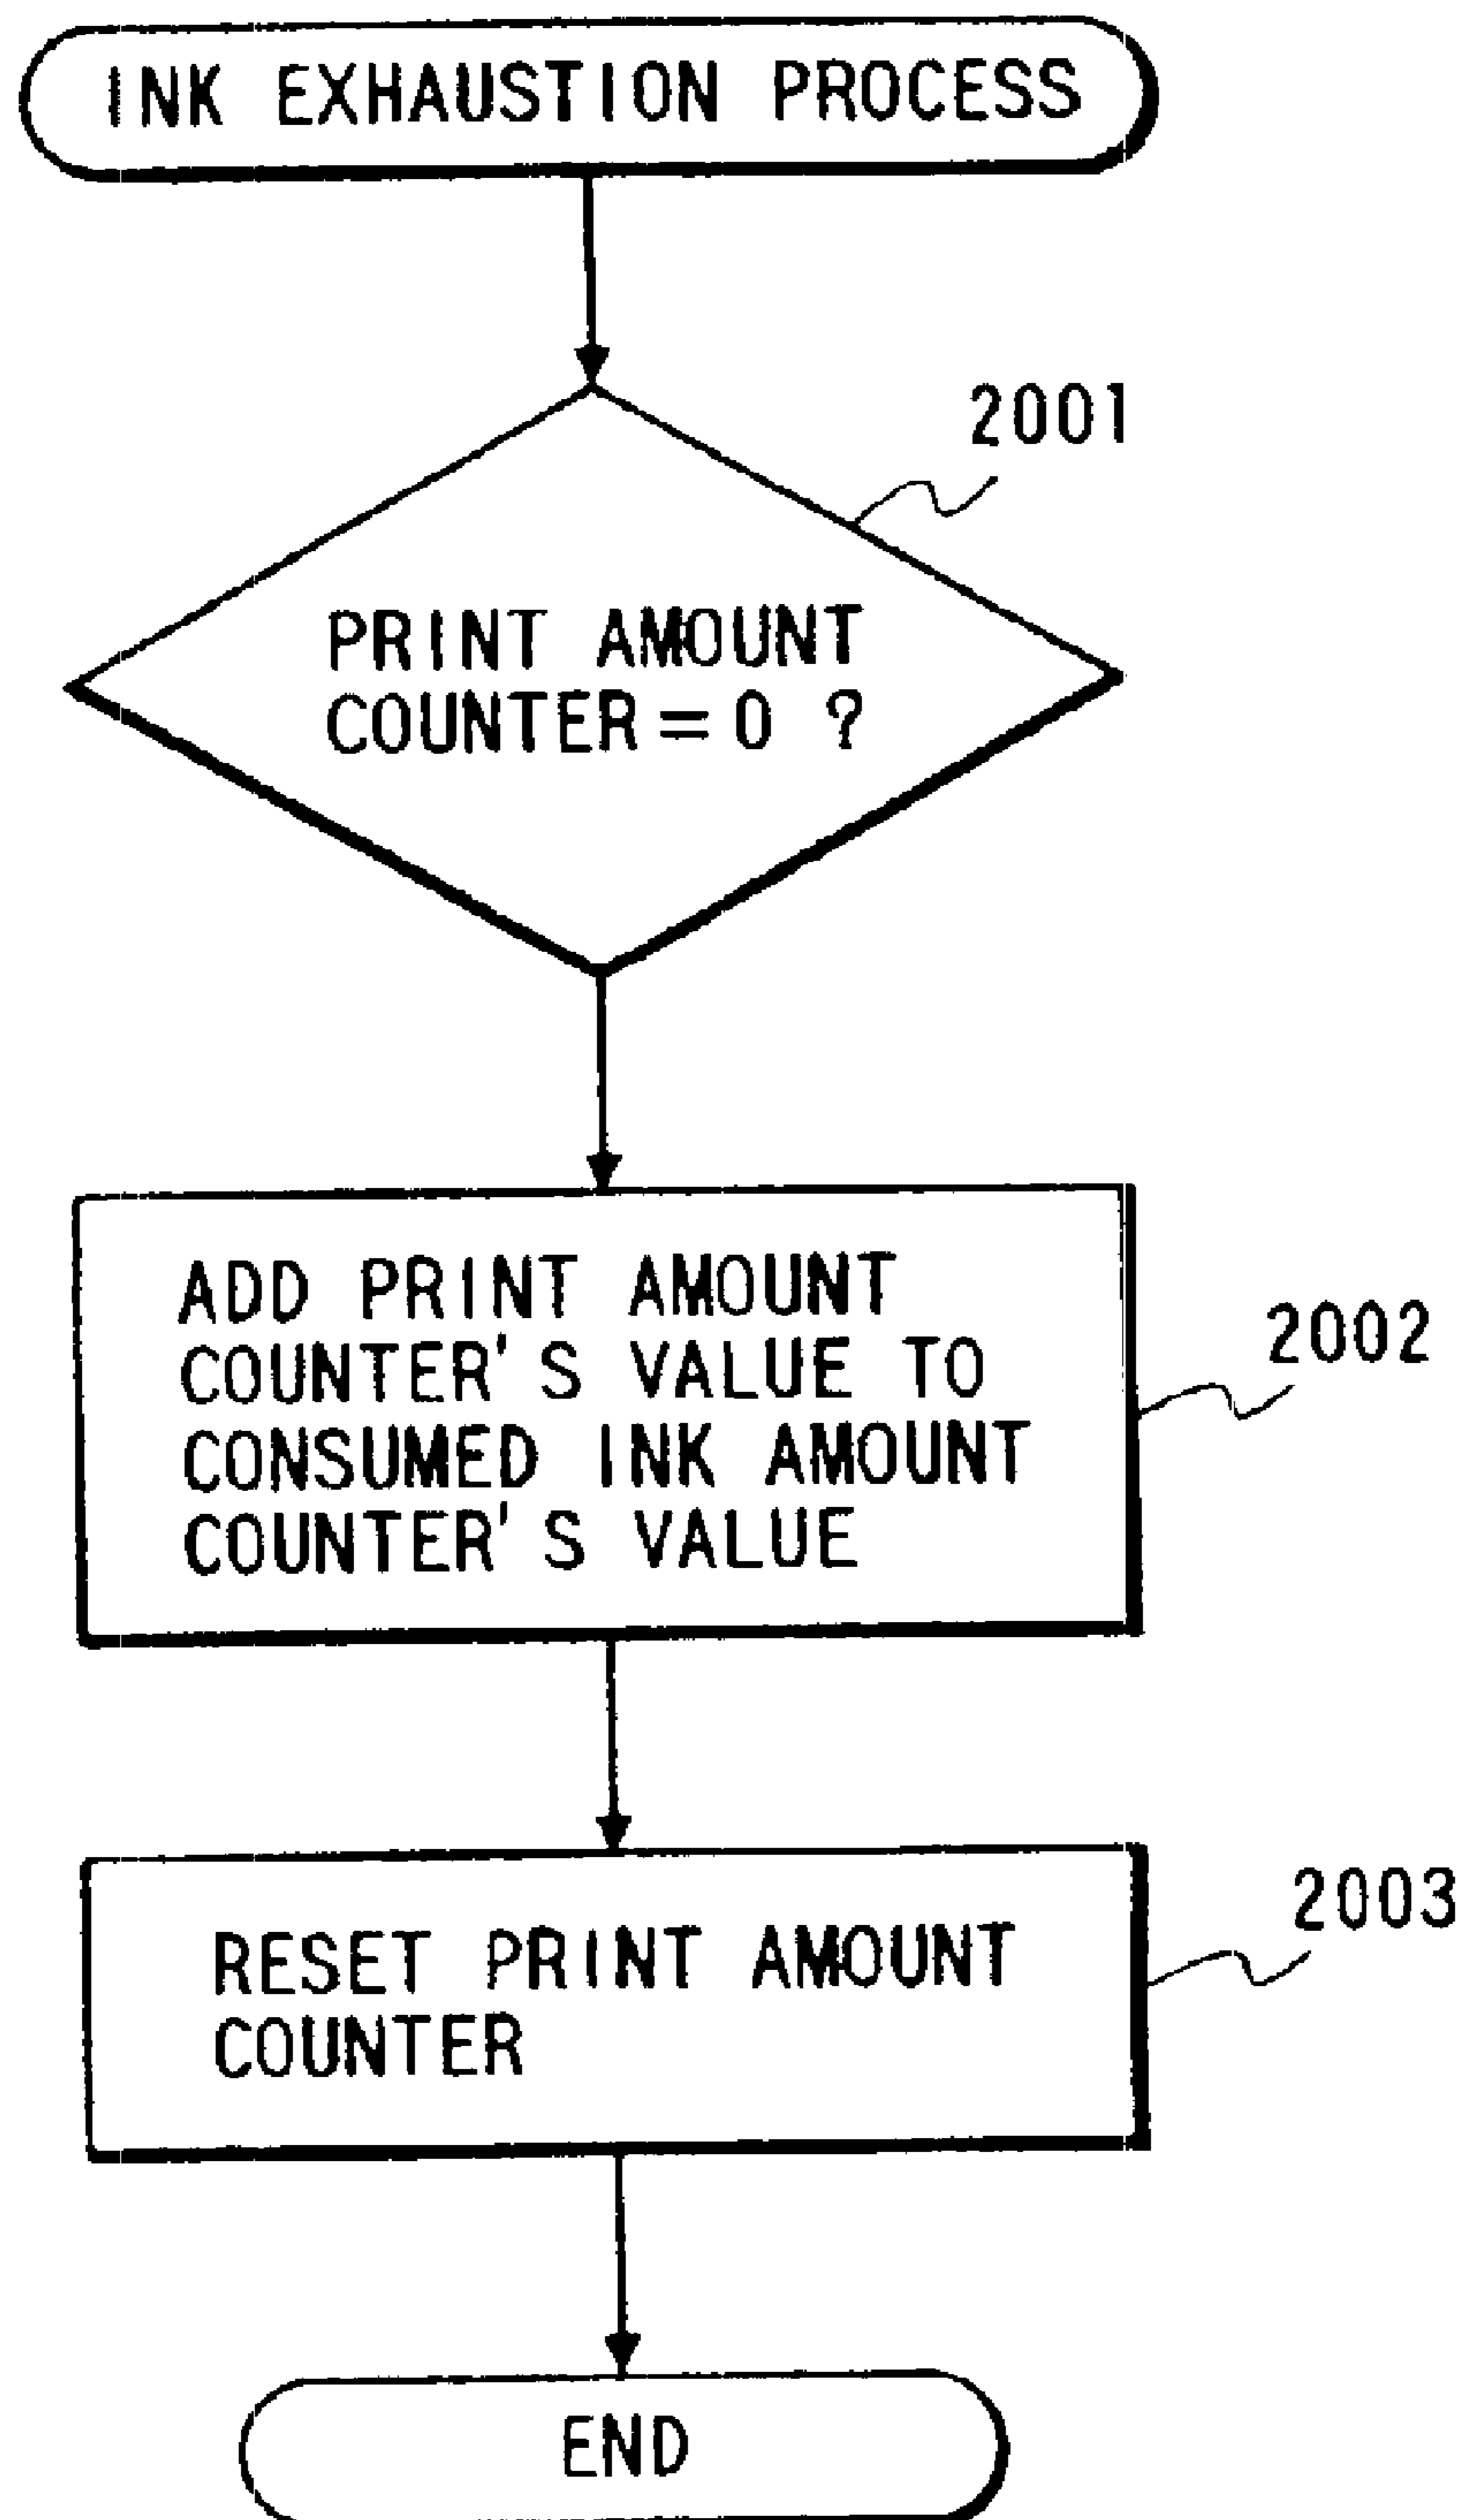 INK EXHAUSTION PROCESS
2001
PRINT AMOUNT
COUNTER=0 ?
ADD PRINT AMOUNT
COUNTER'S VALUE TO
CONSUMED INK AMOUNT
COUNTER'S VALUE
2002
RESET PRINT AMOUNT
COUNTER
2003
END